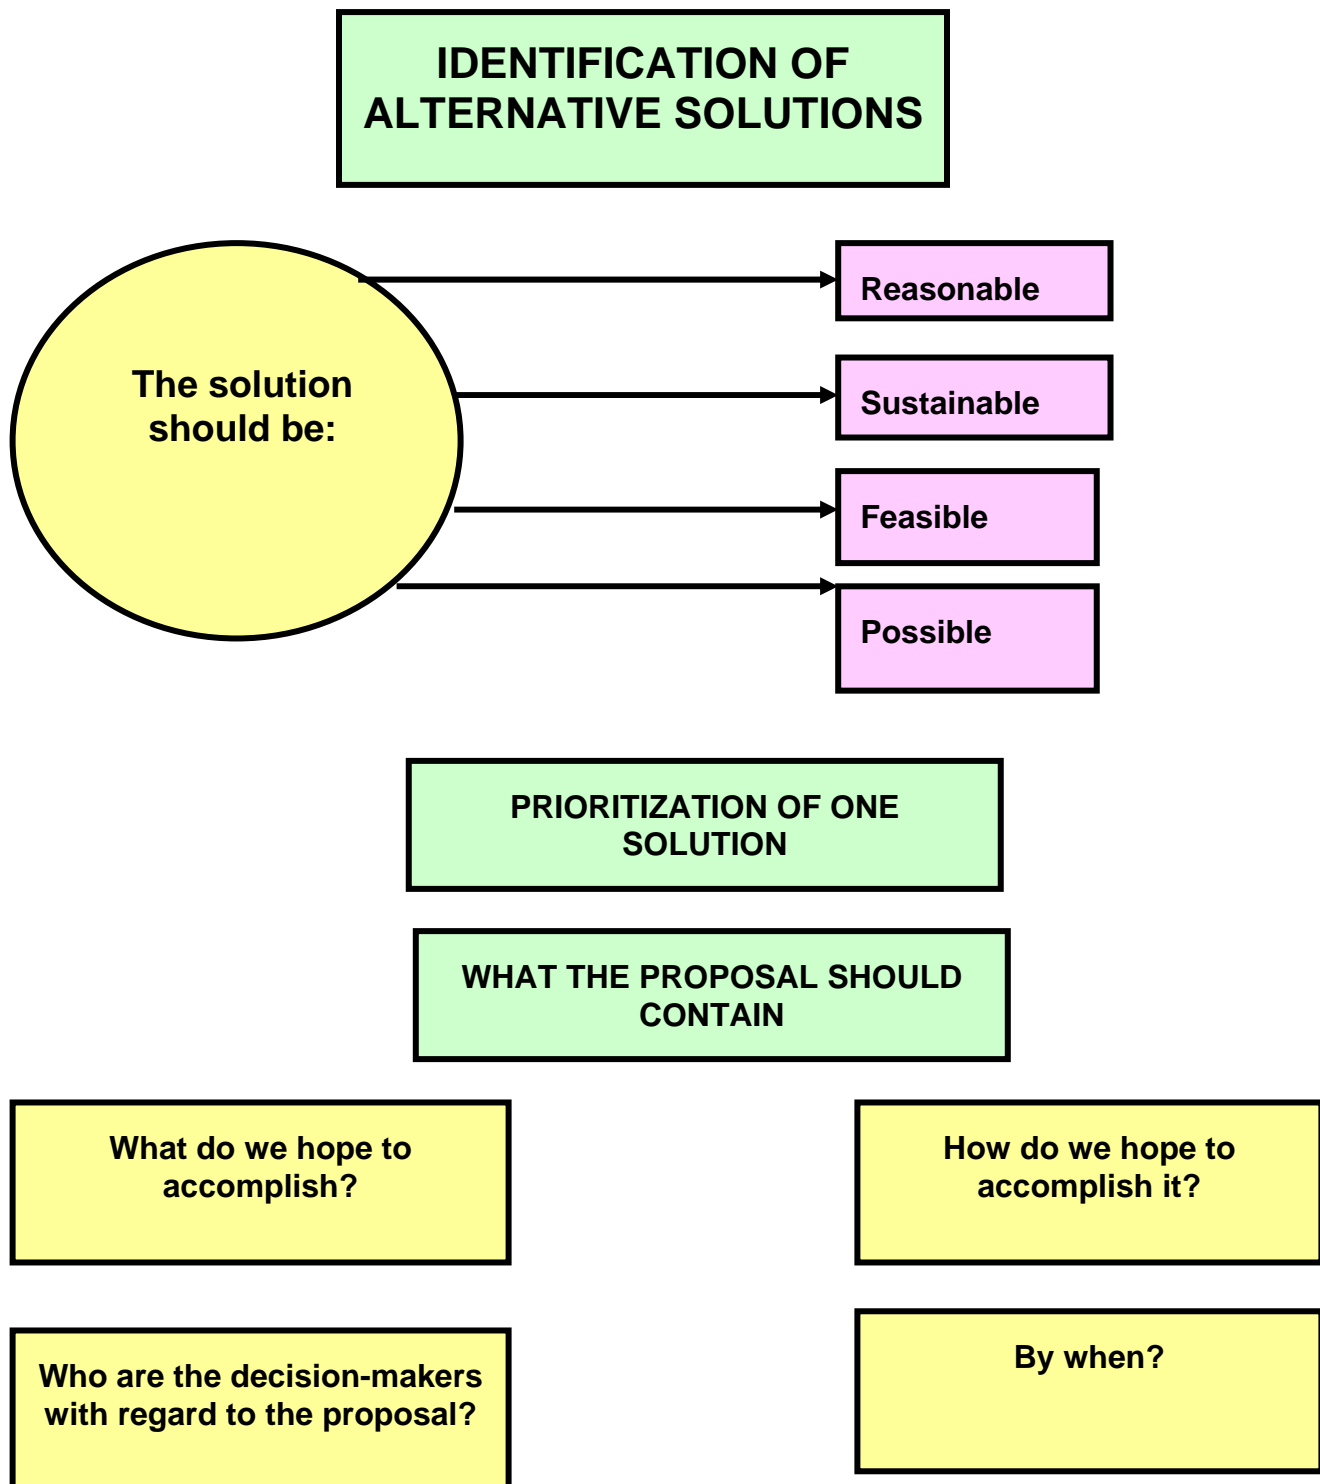 IDENTIFICATION OF
ALTERNATIVE SOLUTIONS
The solution
should be:
Reasonable
Sustainable
Feasible
Possible
PRIORITIZATION OF ONE
SOLUTION
WHAT THE PROPOSAL SHOULD
CONTAIN
What do we hope to
accomplish?
How do we hope to
accomplish it?
Who are the decision-makers
with regard to the proposal?
By when?